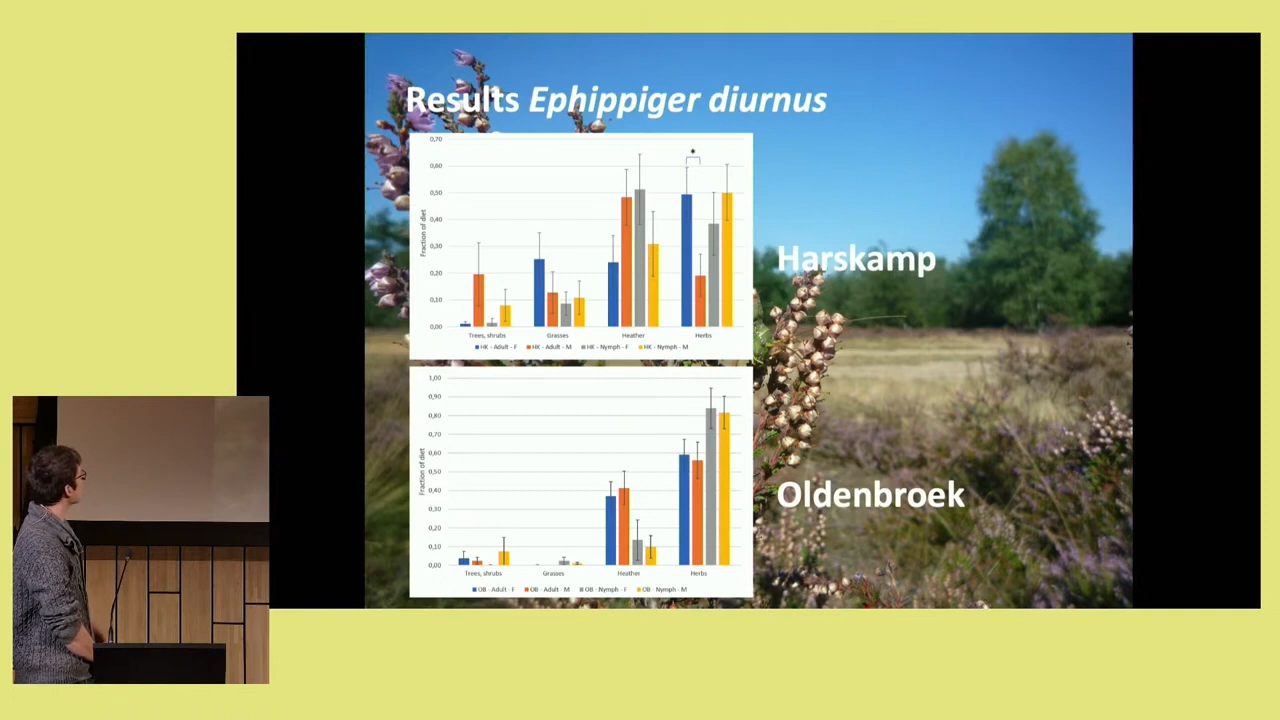 Results Ephippiger diurnus
0,70
0,60
0,50
0,40
0,30
0,20
0,10
0,00
Fraction of diet
*
Trees, shrubs Grasses Heather Herbs
HK - Adult - F HK - Adult - M HK - Nymph - F HK - Nymph - M
Harskamp
1,00
0,90
0,80
0,70
0,60
0,50
0,40
0,30
0,20
0,10
0,00
Fraction of diet
Trees, shrubs Grasses Heather Herbs
OB - Adult - F OB - Adult - M OB - Nymph - F OB - Nymph - M
Oldenbroek